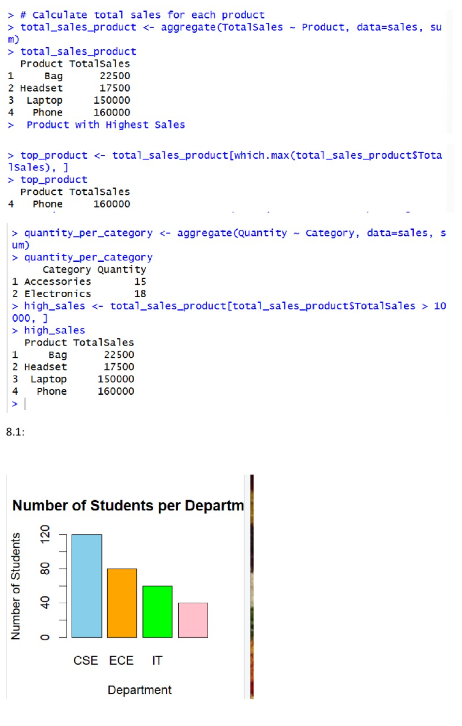 > # Calculate total sales for each product
> total_sales_product <- aggregate(TotalSales ~ Product, data=sales, su
m)
> total_sales_product
  Product TotalSales
1     Bag      22500
2 Headset      17500
3  Laptop     150000
4   Phone     160000
>  Product with Highest Sales
> top_product <- total_sales_product[which.max(total_sales_product$Tota
lSales), ]
> top_product
  Product TotalSales
4   Phone     160000
> quantity_per_category <- aggregate(Quantity ~ Category, data=sales, s
um)
> quantity_per_category
     Category Quantity
1 Accessories       15
2 Electronics       18
> high_sales <- total_sales_product[total_sales_product$TotalSales > 10
000, ]
> high_sales
  Product TotalSales
1     Bag      22500
2 Headset      17500
3  Laptop     150000
4   Phone     160000
>
8.1:
Number of Students per Departm
Number of Students
120
80
40
0
CSE ECE IT
Department